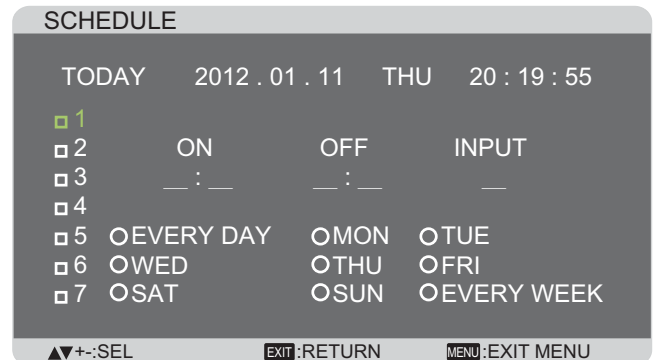 SCHEDULE
TODAY 2012 . 01 . 11 THU 20 : 19 : 55
1
2 ON OFF INPUT
3 __ : __ __ : __ __
4
5 EVERY DAY MON TUE
6 WED THU FRI
7 SAT SUN EVERY WEEK
▲▼+-:SEL EXIT:RETURN MENU:EXIT MENU